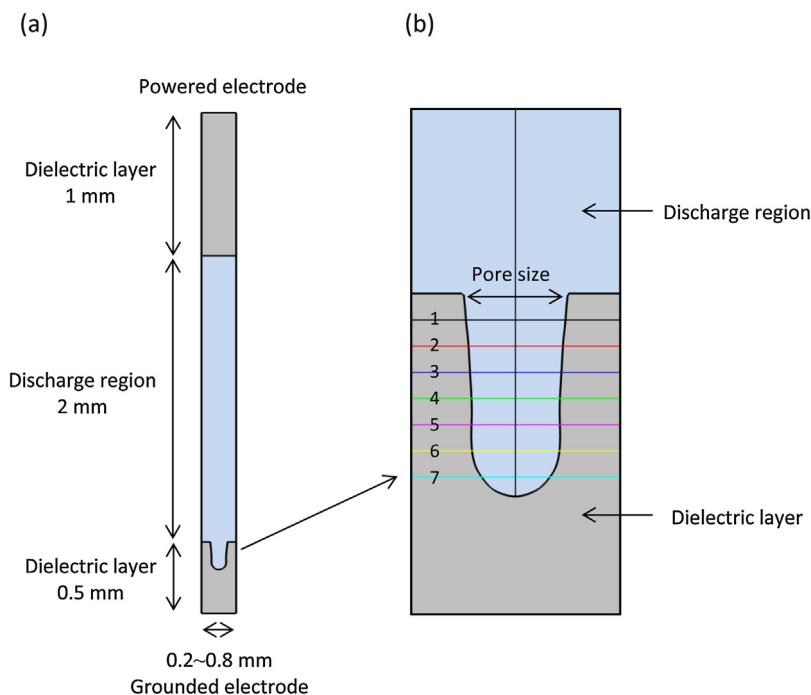 (a)
Powered electrode
Dielectric layer
1 mm
Discharge region
2 mm
Dielectric layer
0.5 mm
0.2~0.8 mm
Grounded electrode
(b)
Discharge region
Pore size
1
2
3
4
5
6
7
Dielectric layer